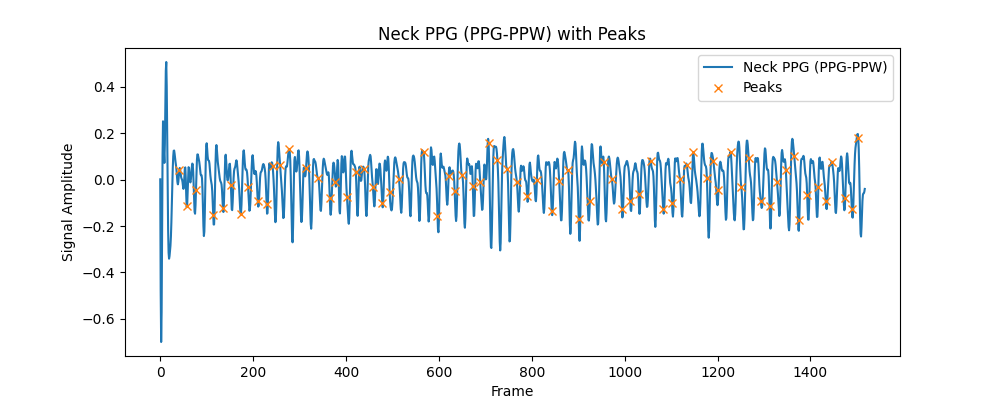 Neck PPG (PPG-PPW) with Peaks
Neck PPG (PPG-PPW)
Peaks
0.4
0.2
0.0
−0.2
−0.4
−0.6
Signal Amplitude
0 200 400 600 800 1000 1200 1400
Frame